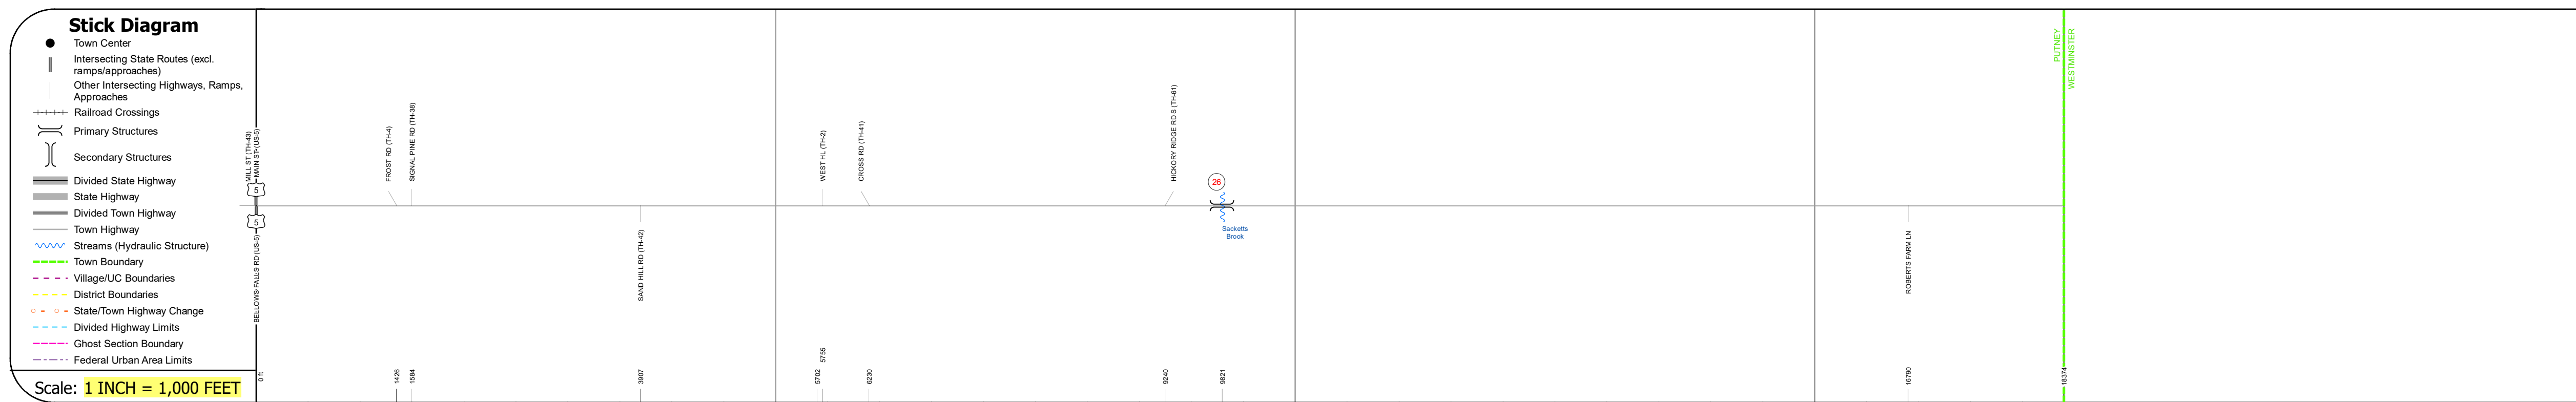 Stick Diagram
Town Center
Intersecting State Routes (excl.
ramps/approaches)
Other Intersecting Highways, Ramps,
Approaches
Railroad Crossings
Primary Structures
Secondary Structures
Divided State Highway
State Highway
Divided Town Highway
Town Highway
Streams (Hydraulic Structure)
Town Boundary
Village/UC Boundaries
District Boundaries
State/Town Highway Change
Divided Highway Limits
Ghost Section Boundary
Federal Urban Area Limits
Scale: 1 INCH = 1,000 FEET
MILL ST (TH-43)
MAIN ST (US-5)
5
5
BELLOWS FALLS RD (US-5)
FROST RD (TH-4)
SIGNAL PINE RD (TH-38)
SAND HILL RD (TH-42)
WEST HL (TH-2)
CROSS RD (TH-41)
HICKORY RIDGE RD S (TH-61)
26
Sacketts
Brook
ROBERTS FARM LN
PUTNEY
WESTMINSTER
0 ft
1426
1584
3907
5702
5755
6230
9240
9821
16790
18374